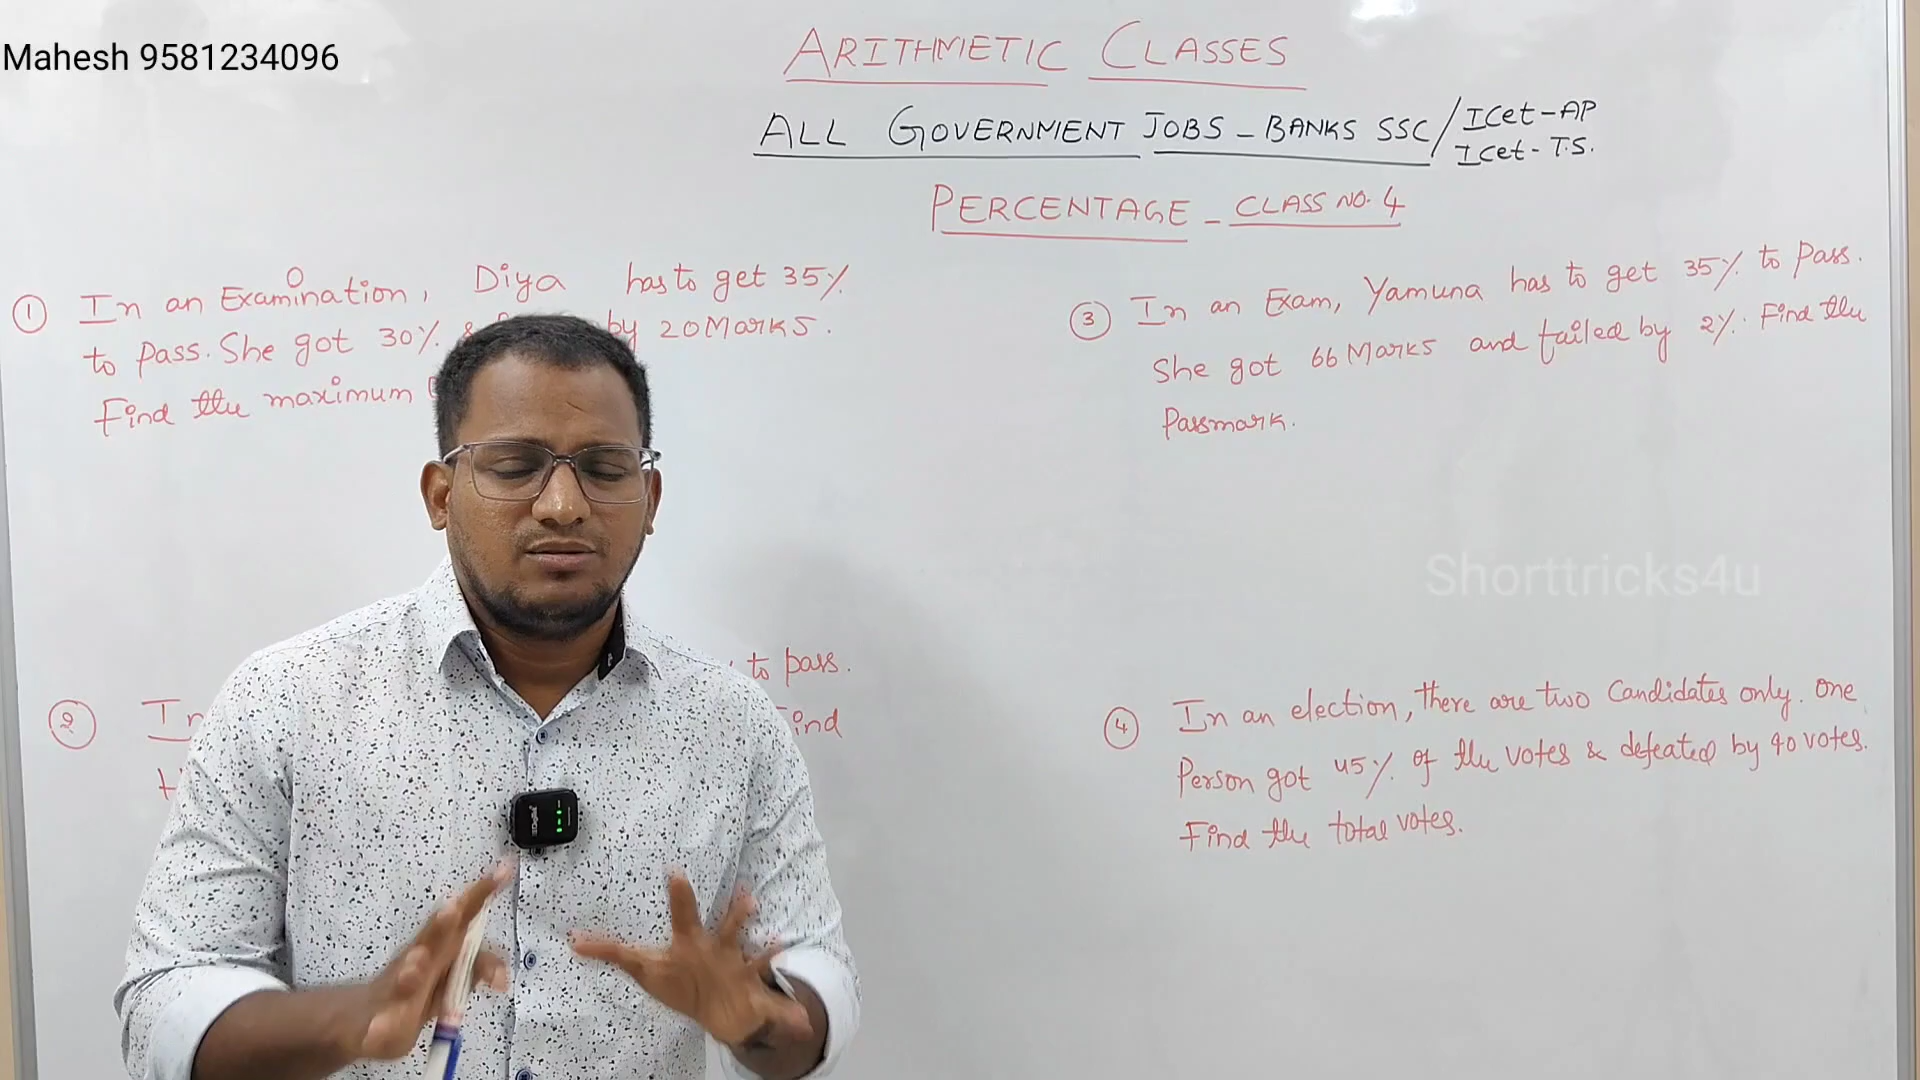 Mahesh 9581234096
ARITHMETIC CLASSES
ALL GOVERNMENT JOBS - BANKS SSC / Icet - AP
Icet - T.S.
PERCENTAGE - CLASS NO. 4
① In an Examination, Diya has to get 35%
to pass. She got 30% & by 20 Marks.
Find the maximum
② In to pass.
③ In an Exam, Yamuna has to get 35% to pass.
She got 66 Marks and failed by 2%. Find the
Passmark.
Shorttricks4u
④ In an election, there are two Candidates only. One
Person got 45% of the votes & defeated by 40 votes.
Find the total votes.